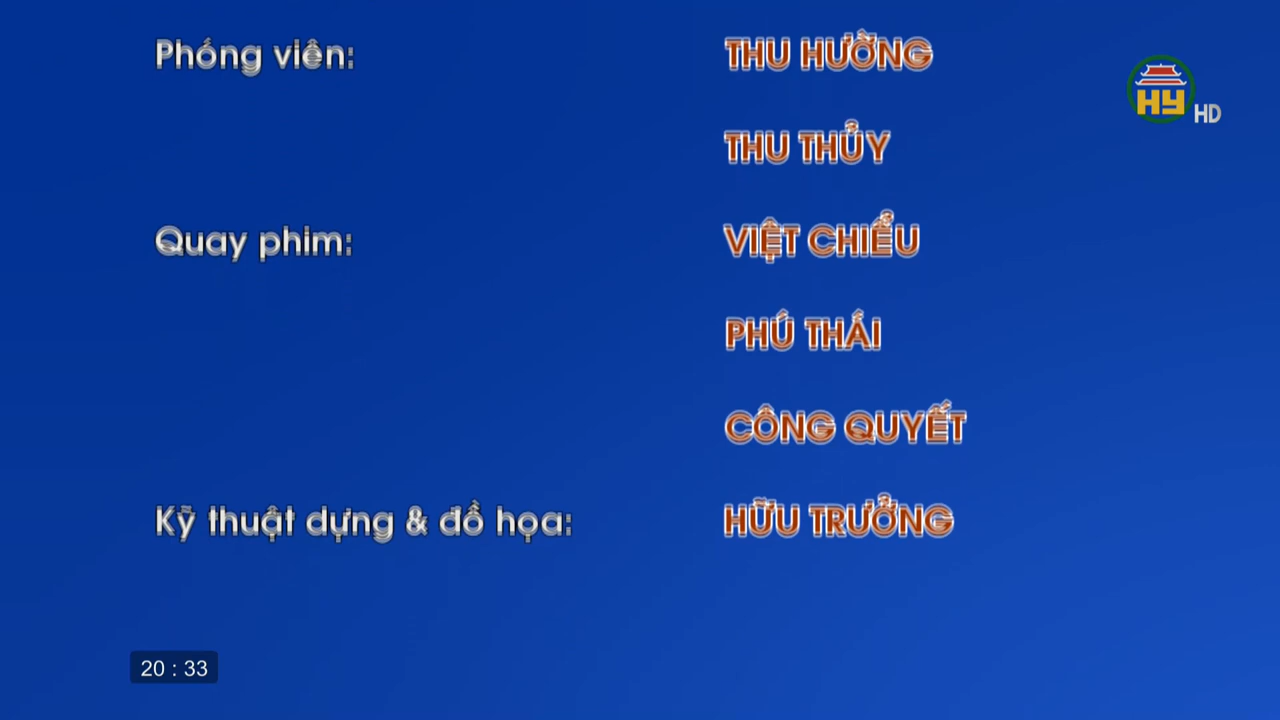 Phóng viên: THU HƯỜNG
THU THỦY
Quay phim: VIỆT CHIỂU
PHÚ THÁI
CÔNG QUYẾT
Kỹ thuật dựng & đồ họa: HỮU TRƯỞNG
HY HD
20 : 33